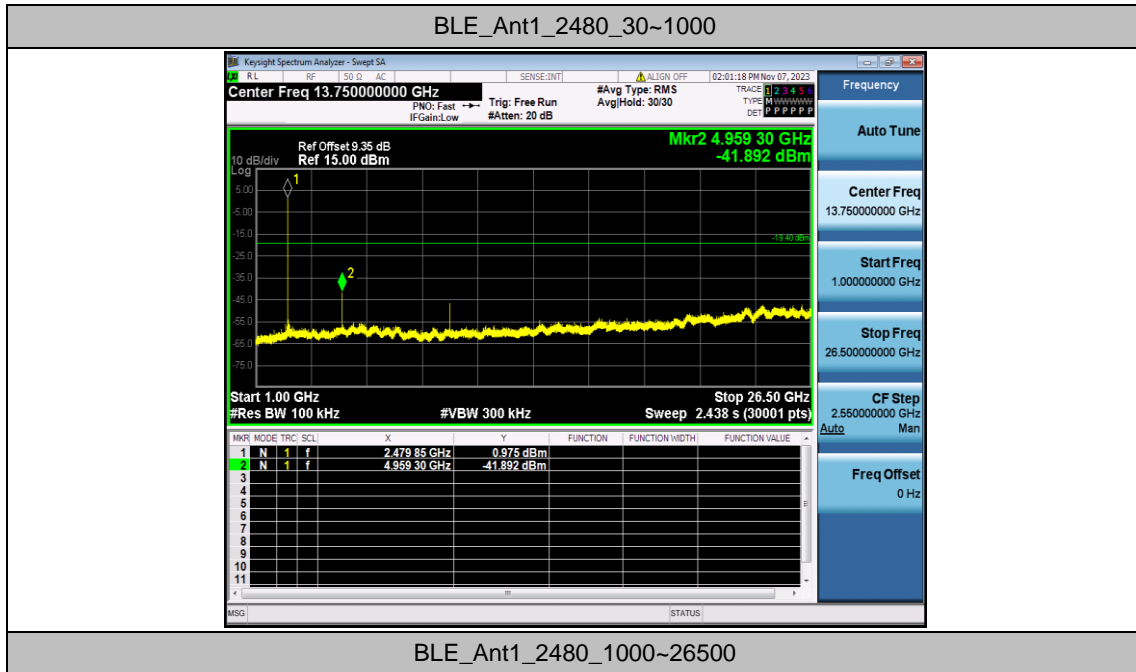 BLE_Ant1_2480_30~1000
Keysight Spectrum Analyzer - Swept SA
RL RF 50 Ω AC SENSE:INT ALIGN OFF 02:01:18 PM Nov 07, 2023
Center Freq 13.750000000 GHz #Avg Type: RMS TRACE 1 2 3 4 5 6
PNO: Fast Trig: Free Run Avg|Hold: 30/30 TYPE M WWWWW
IFGain:Low #Atten: 20 dB DET P P P P P P
Ref Offset 9.35 dB Mkr2 4.959 30 GHz
10 dB/div Ref 15.00 dBm -41.892 dBm
Log
1
5.00
-5.00
-15.0
-19.40 dBm
-25.0
2
-35.0
-45.0
-55.0
-65.0
-75.0
Start 1.00 GHz Stop 26.50 GHz
#Res BW 100 kHz #VBW 300 kHz Sweep 2.438 s (30001 pts)
MKR MODE TRC SCL X Y FUNCTION FUNCTION WIDTH FUNCTION VALUE
1 N 1 f 2.479 85 GHz 0.975 dBm
2 N 1 f 4.959 30 GHz -41.892 dBm
3
4
5
6
7
8
9
10
11
MSG STATUS
Frequency
Auto Tune
Center Freq
13.750000000 GHz
Start Freq
1.000000000 GHz
Stop Freq
26.500000000 GHz
CF Step
2.550000000 GHz
Auto Man
Freq Offset
0 Hz
BLE_Ant1_2480_1000~26500